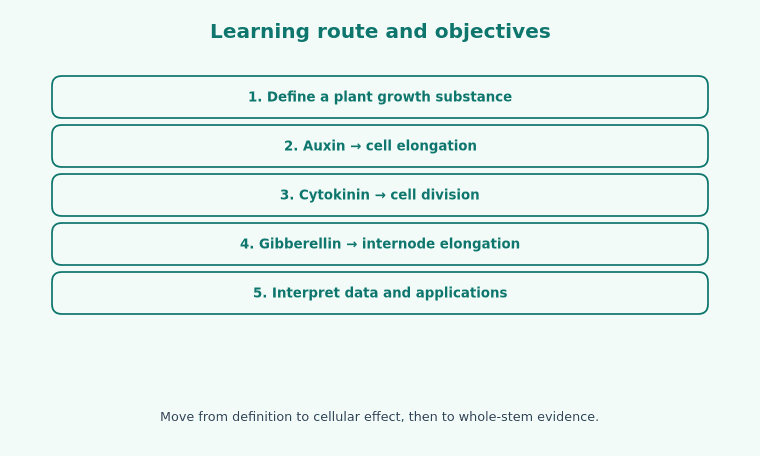 Learning route and objectives
1. Define a plant growth substance
2. Auxin → cell elongation
3. Cytokinin → cell division
4. Gibberellin → internode elongation
5. Interpret data and applications
Move from definition to cellular effect, then to whole-stem evidence.